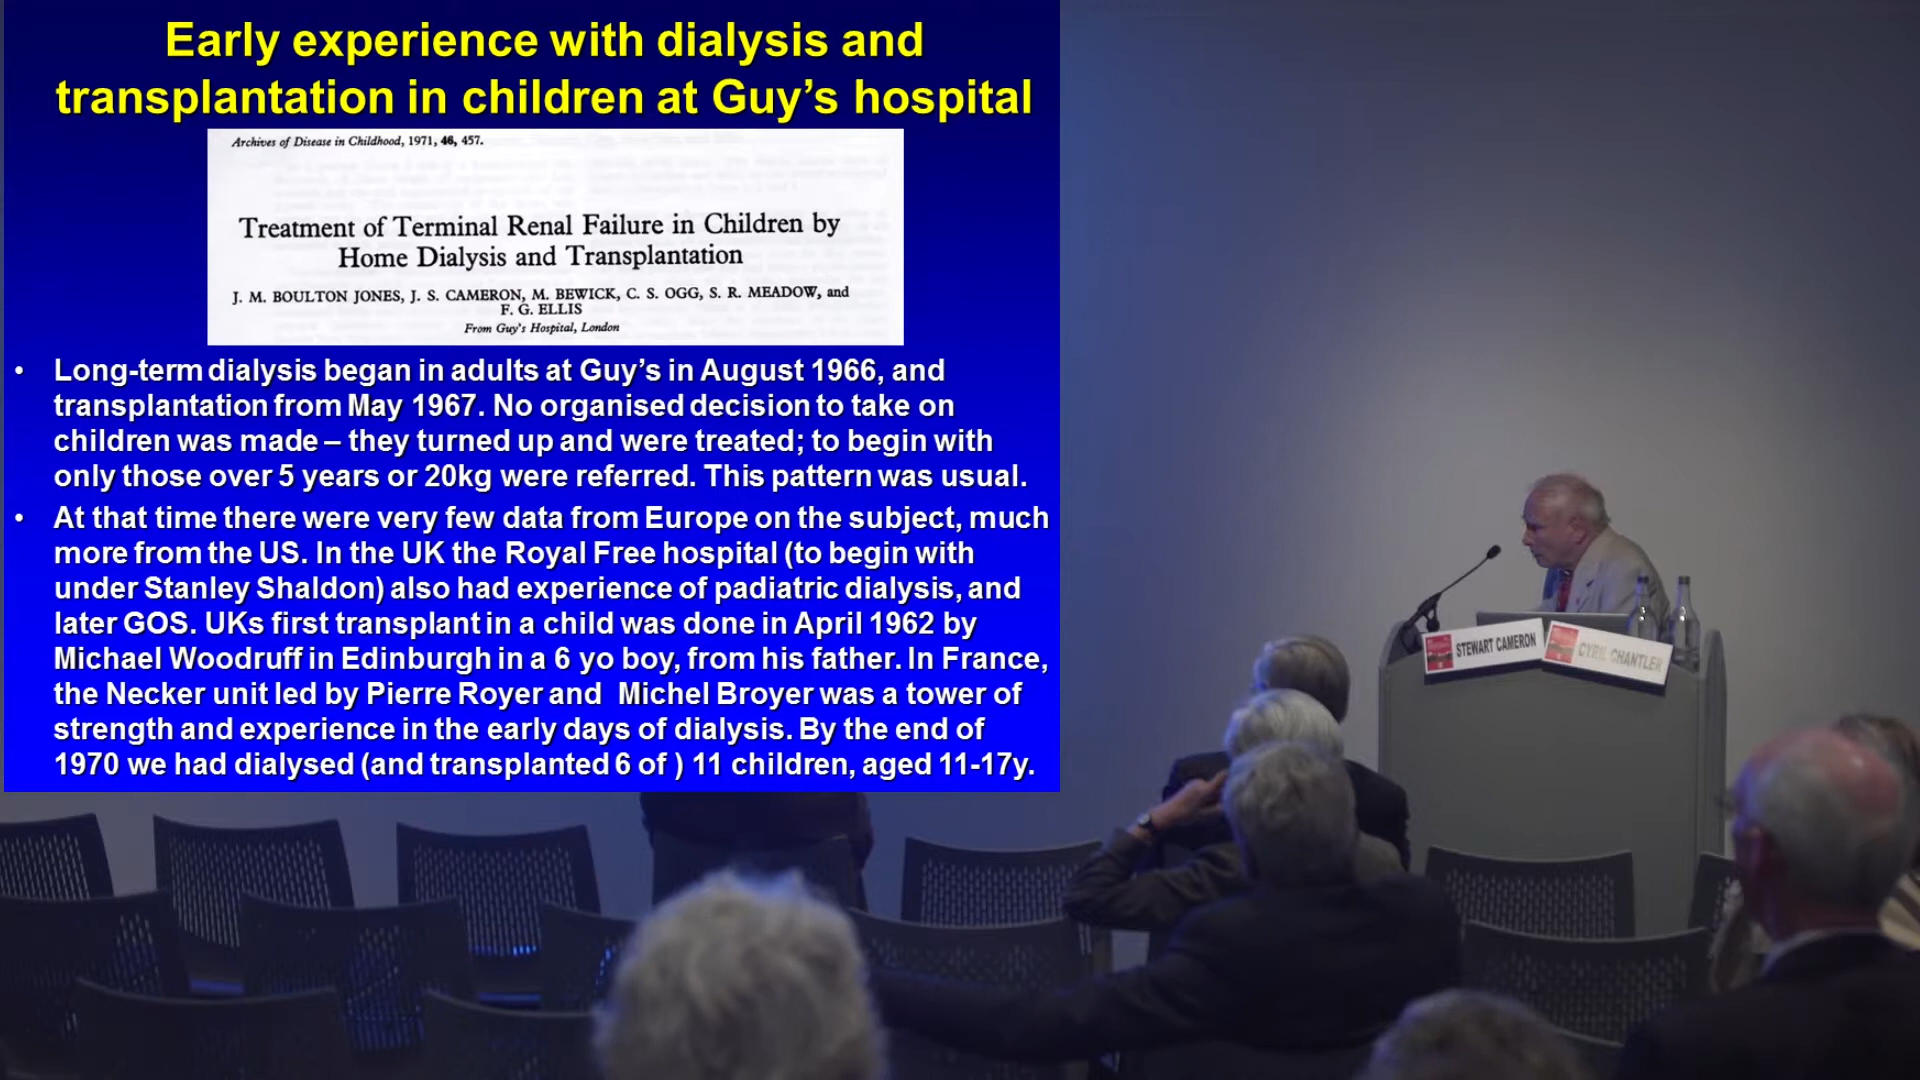 Early experience with dialysis and
transplantation in children at Guy’s hospital
Archives of Disease in Childhood, 1971, 46, 457.
Treatment of Terminal Renal Failure in Children by
Home Dialysis and Transplantation
J. M. BOULTON JONES, J. S. CAMERON, M. BEWICK, C. S. OGG, S. R. MEADOW, and
F. G. ELLIS
From Guy's Hospital, London
• Long-term dialysis began in adults at Guy’s in August 1966, and
transplantation from May 1967. No organised decision to take on
children was made – they turned up and were treated; to begin with
only those over 5 years or 20kg were referred. This pattern was usual.
• At that time there were very few data from Europe on the subject, much
more from the US. In the UK the Royal Free hospital (to begin with
under Stanley Shaldon) also had experience of padiatric dialysis, and
later GOS. UKs first transplant in a child was done in April 1962 by
Michael Woodruff in Edinburgh in a 6 yo boy, from his father. In France,
the Necker unit led by Pierre Royer and Michel Broyer was a tower of
strength and experience in the early days of dialysis. By the end of
1970 we had dialysed (and transplanted 6 of ) 11 children, aged 11-17y.
STEWART CAMERON
CYRIL CHANTLER